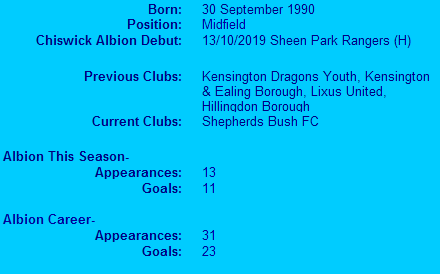 Born: 30 September 1990
Position: Midfield
Chiswick Albion Debut: 13/10/2019 Sheen Park Rangers (H)
Previous Clubs: Kensington Dragons Youth, Kensington
& Ealing Borough, Lixus United,
Hillingdon Borough
Current Clubs: Shepherds Bush FC
Albion This Season-
Appearances: 13
Goals: 11
Albion Career-
Appearances: 31
Goals: 23